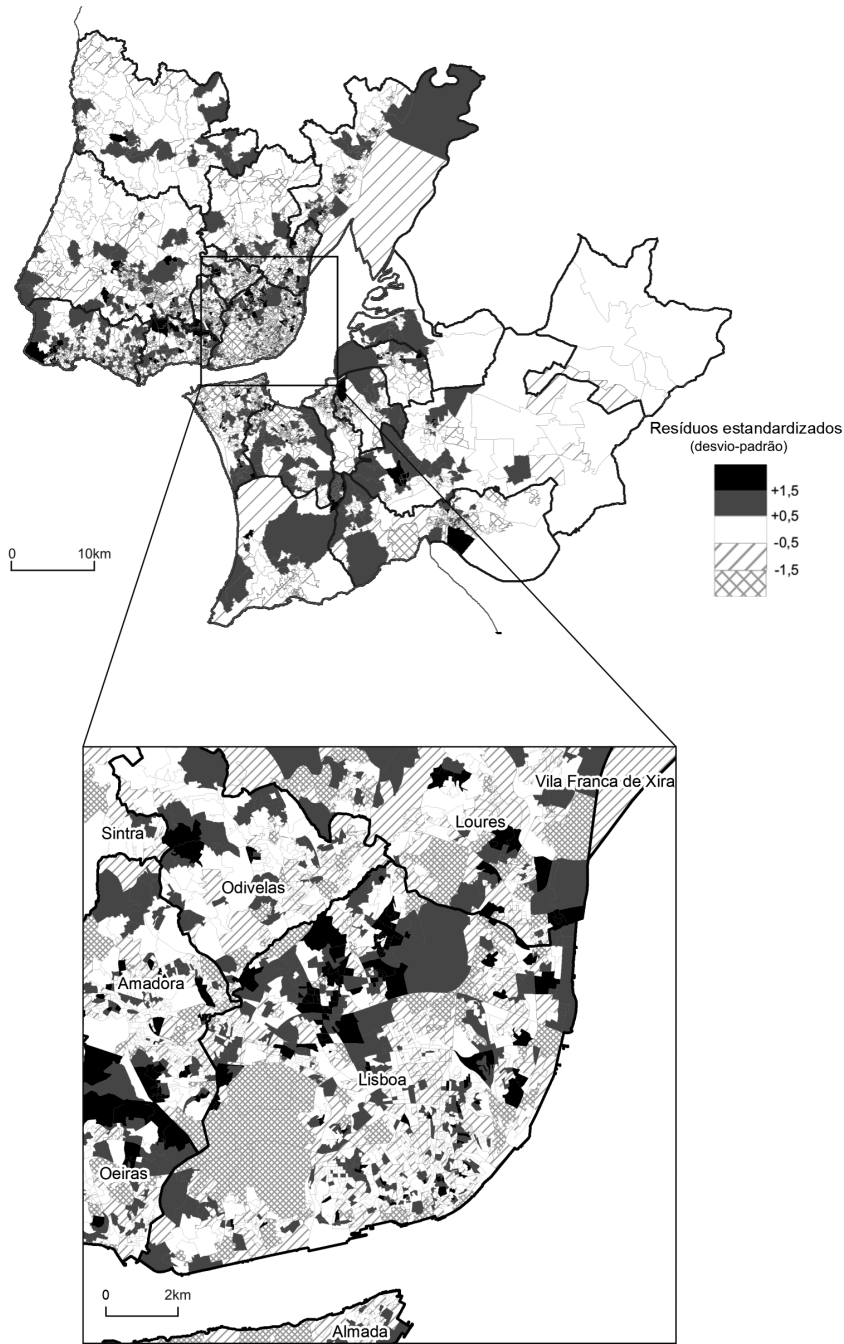 Resíduos estandardizados
(desvio-padrão)
+1,5
+0,5
-0,5
-1,5
0 10km
Vila Franca de Xira
Loures
Sintra
Odivelas
Amadora
Lisboa
Oeiras
0 2km
Almada